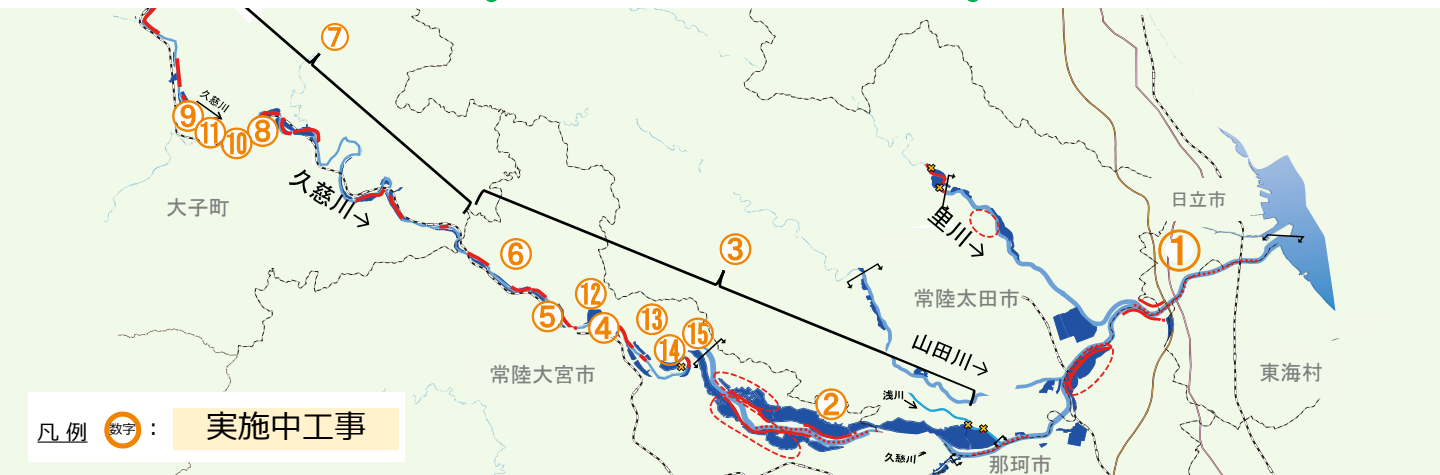 ⑦
久慈川
⑨
⑪
⑩
⑧
久慈川→
大子町
日立市
里川→
①
③
⑥
常陸太田市
⑫
⑤
④
⑬
⑮
⑭
山田川→
常陸大宮市
東海村
②
浅川
久慈川
那珂市
凡例 数字 : 実施中工事